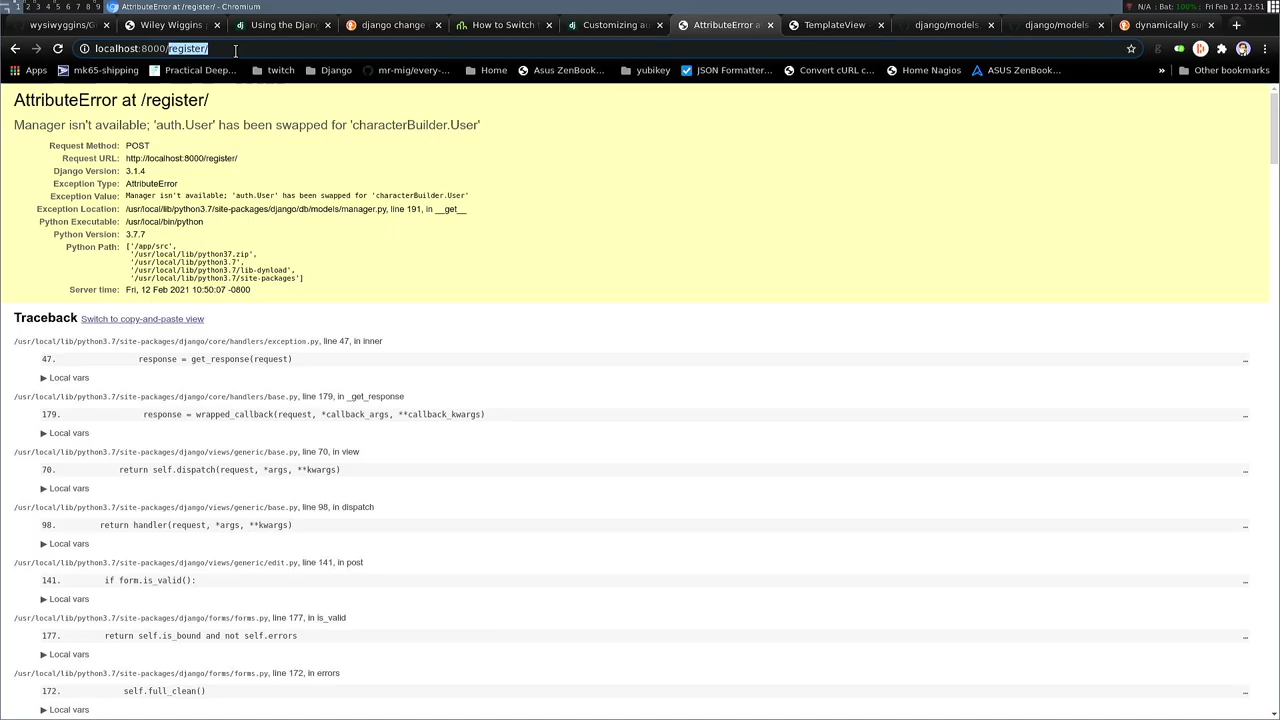 1 2 3 4 5 6 7 8 9 AttributeError at /register/ - Chromium N/A Bat: 100% Fri Feb 12, 12:51
wysiwyggins/g Wiley Wiggins Using the Djan django change How to Switch t Customizing au AttributeError a TemplateView django/models. django/models dynamically su
localhost:8000/register/
Apps mk65-shipping Practical Deep... twitch Django mr-mig/every-... Home Asus ZenBook... yubikey JSON Formatter... Convert cURL c... Home Nagios ASUS ZenBook... » Other bookmarks
AttributeError at /register/
Manager isn't available; 'auth.User' has been swapped for 'characterBuilder.User'
Request Method: POST
Request URL: http://localhost:8000/register/
Django Version: 3.1.4
Exception Type: AttributeError
Exception Value: Manager isn't available; 'auth.User' has been swapped for 'characterBuilder.User'
Exception Location: /usr/local/lib/python3.7/site-packages/django/db/models/manager.py, line 191, in __get__
Python Executable: /usr/local/bin/python
Python Version: 3.7.7
Python Path: ['/app/src',
'/usr/local/lib/python37.zip',
'/usr/local/lib/python3.7',
'/usr/local/lib/python3.7/lib-dynload',
'/usr/local/lib/python3.7/site-packages']
Server time: Fri, 12 Feb 2021 10:50:07 -0800
Traceback Switch to copy-and-paste view
/usr/local/lib/python3.7/site-packages/django/core/handlers/exception.py, line 47, in inner
47. response = get_response(request) …
▶ Local vars
/usr/local/lib/python3.7/site-packages/django/core/handlers/base.py, line 179, in _get_response
179. response = wrapped_callback(request, *callback_args, **callback_kwargs) …
▶ Local vars
/usr/local/lib/python3.7/site-packages/django/views/generic/base.py, line 70, in view
70. return self.dispatch(request, *args, **kwargs) …
▶ Local vars
/usr/local/lib/python3.7/site-packages/django/views/generic/base.py, line 98, in dispatch
98. return handler(request, *args, **kwargs) …
▶ Local vars
/usr/local/lib/python3.7/site-packages/django/views/generic/edit.py, line 141, in post
141. if form.is_valid(): …
▶ Local vars
/usr/local/lib/python3.7/site-packages/django/forms/forms.py, line 177, in is_valid
177. return self.is_bound and not self.errors …
▶ Local vars
/usr/local/lib/python3.7/site-packages/django/forms/forms.py, line 172, in errors
172. self.full_clean() …
▶ Local vars